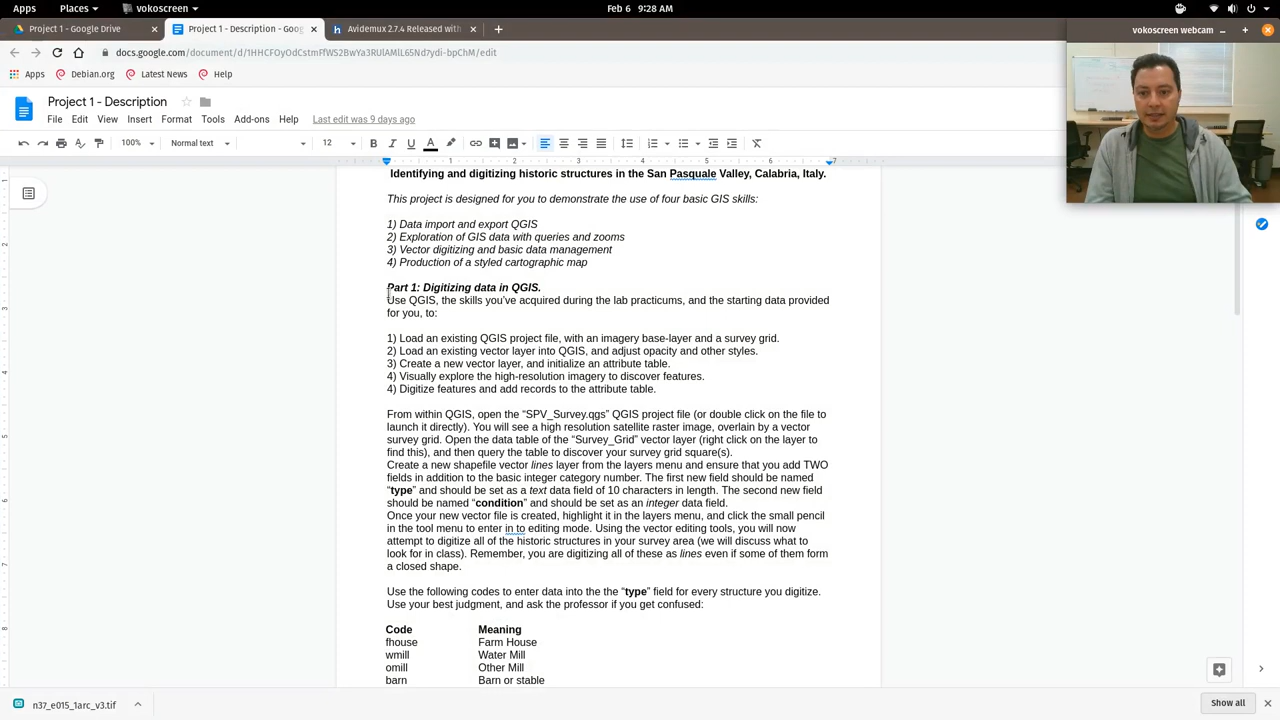 Apps Places vokoscreen Feb 6 9:28 AM
Project 1 - Google Drive × Project 1 - Description - Goo × Avidemux 2.7.4 Released with × vokoscreen webcam
docs.google.com/document/d/1HHCFOyOdCstmFfWS2BwYa3RUlAMlL65Nd7ydi-bpChM/edit
Apps Debian.org Latest News Help
Project 1 - Description
File Edit View Insert Format Tools Add-ons Help Last edit was 9 days ago
100% Normal text 12 B I U A
1 2 3 4 5 6 7
Identifying and digitizing historic structures in the San Pasquale Valley, Calabria, Italy.
This project is designed for you to demonstrate the use of four basic GIS skills:
1) Data import and export QGIS
2) Exploration of GIS data with queries and zooms
3) Vector digitizing and basic data management
4) Production of a styled cartographic map
Part 1: Digitizing data in QGIS.
Use QGIS, the skills you've acquired during the lab practicums, and the starting data provided
for you, to:
1) Load an existing QGIS project file, with an imagery base-layer and a survey grid.
2) Load an existing vector layer into QGIS, and adjust opacity and other styles.
3) Create a new vector layer, and initialize an attribute table.
4) Visually explore the high-resolution imagery to discover features.
4) Digitize features and add records to the attribute table.
From within QGIS, open the “SPV_Survey.qgs” QGIS project file (or double click on the file to
launch it directly). You will see a high resolution satellite raster image, overlain by a vector
survey grid. Open the data table of the “Survey_Grid” vector layer (right click on the layer to
find this), and then query the table to discover your survey grid square(s).
Create a new shapefile vector lines layer from the layers menu and ensure that you add TWO
fields in addition to the basic integer category number. The first new field should be named
“type” and should be set as a text data field of 10 characters in length. The second new field
should be named “condition” and should be set as an integer data field.
Once your new vector file is created, highlight it in the layers menu, and click the small pencil
in the tool menu to enter in to editing mode. Using the vector editing tools, you will now
attempt to digitize all of the historic structures in your survey area (we will discuss what to
look for in class). Remember, you are digitizing all of these as lines even if some of them form
a closed shape.
Use the following codes to enter data into the the “type” field for every structure you digitize.
Use your best judgment, and ask the professor if you get confused:
Code Meaning
fhouse Farm House
wmill Water Mill
omill Other Mill
barn Barn or stable
2
3
4
5
6
7
8
n37_e015_1arc_v3.tif Show all